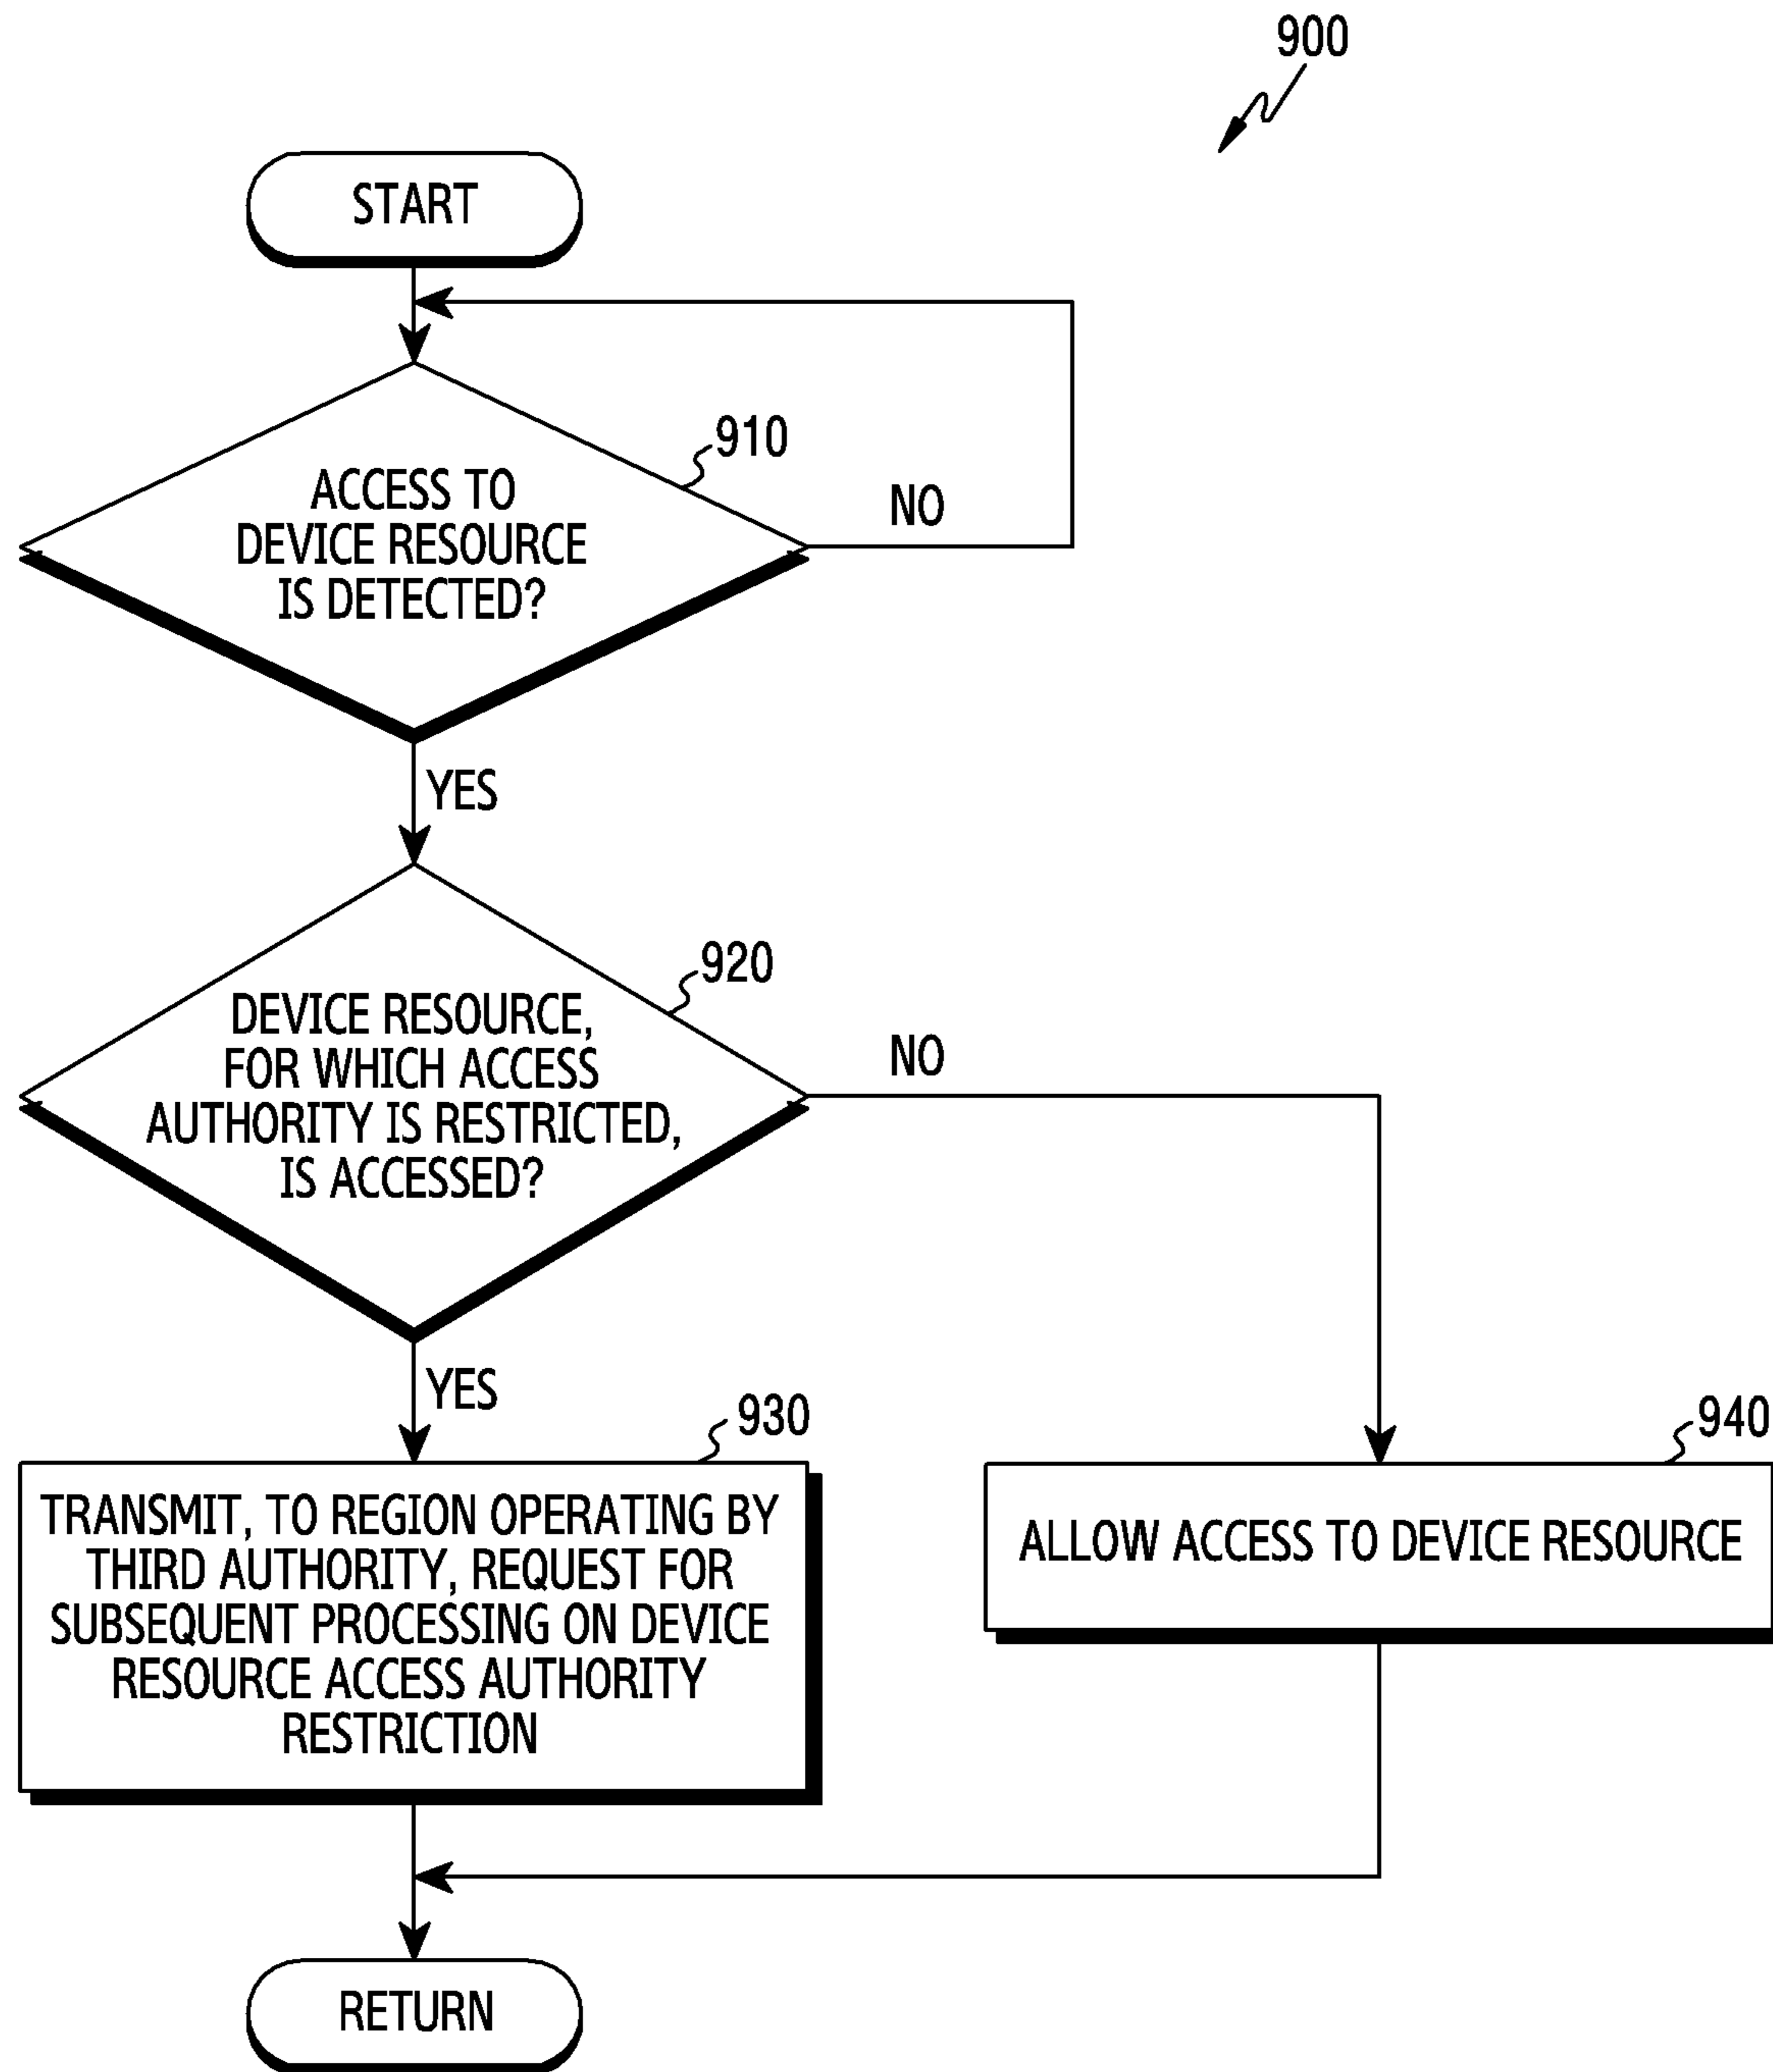 900
START
910
ACCESS TO
DEVICE RESOURCE
IS DETECTED?
NO
YES
920
DEVICE RESOURCE,
FOR WHICH ACCESS
AUTHORITY IS RESTRICTED,
IS ACCESSED?
NO
YES
930
TRANSMIT, TO REGION OPERATING BY
THIRD AUTHORITY, REQUEST FOR
SUBSEQUENT PROCESSING ON DEVICE
RESOURCE ACCESS AUTHORITY
RESTRICTION
940
ALLOW ACCESS TO DEVICE RESOURCE
RETURN